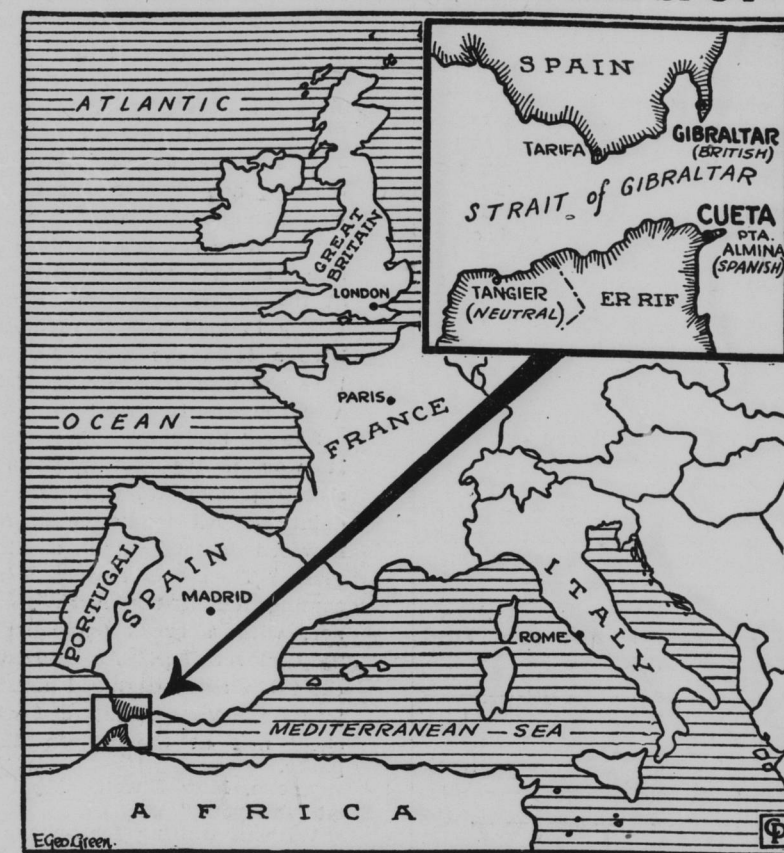 ATLANTIC
SPAIN
GIBRALTAR
(BRITISH)
TARIFA
STRAIT of GIBRALTAR
CUETA
PTA.
ALMINA
(SPANISH)
TANGIER
(NEUTRAL)
ER RIF
GREAT
BRITAIN
LONDON
OCEAN
PARIS
FRANCE
PORTUGAL
SPAIN
MADRID
ITALY
ROME
MEDITERRANEAN SEA
AFRICA
E Geo. Green.
CP